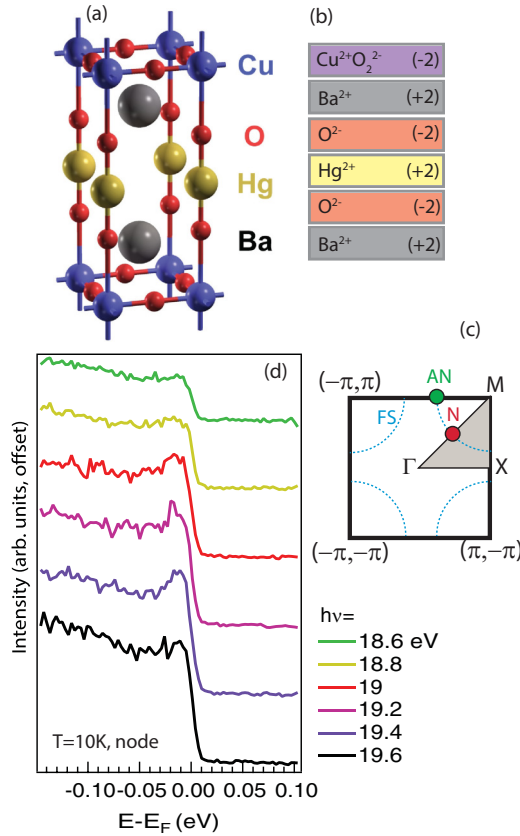 (a)
Cu
O
Hg
Ba
(b)
Cu²⁺O₂²⁻ (-2)
Ba²⁺ (+2)
O²⁻ (-2)
Hg²⁺ (+2)
O²⁻ (-2)
Ba²⁺ (+2)
(c)
(−π,π) AN M
FS N
Γ X
(−π,−π) (π,−π)
(d)
Intensity (arb. units, offset)
T=10K, node
-0.10 -0.05 0.00 0.05 0.10
E-E_F (eV)
hν=
18.6 eV
18.8
19
19.2
19.4
19.6